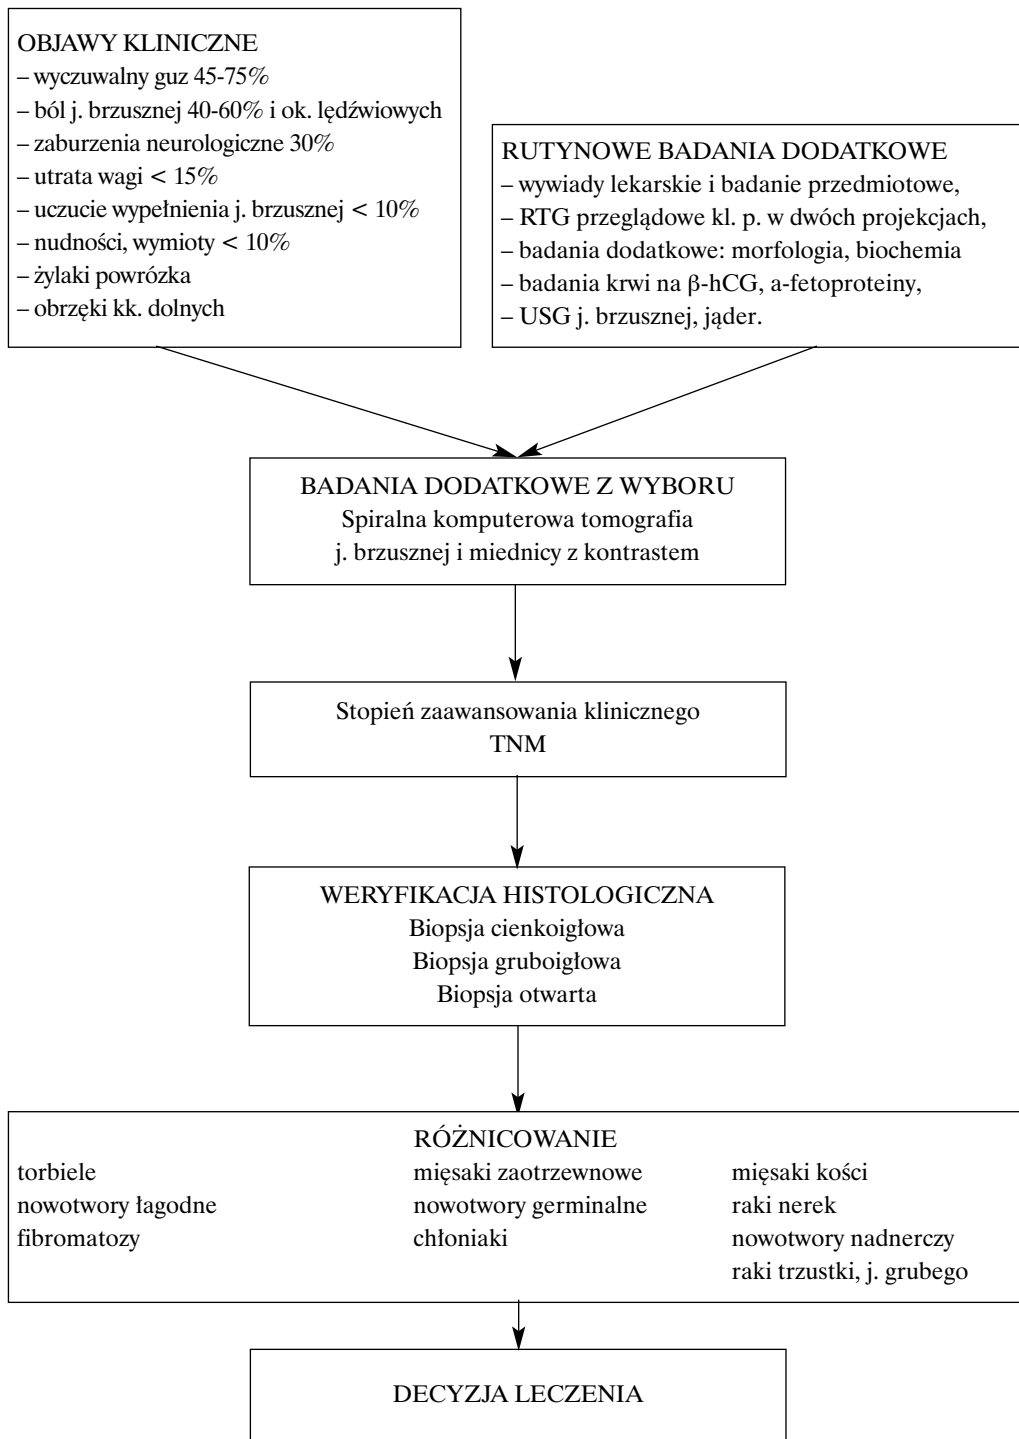 OBJAWY KLINICZNE
– wyczuwalny guz 45-75%
– ból j. brzusznej 40-60% i ok. lędźwiowych
– zaburzenia neurologiczne 30%
– utrata wagi < 15%
– uczucie wypełnienia j. brzusznej < 10%
– nudności, wymioty < 10%
– żylaki powrózka
– obrzęki kk. dolnych
RUTYNOWE BADANIA DODATKOWE
– wywiady lekarskie i badanie przedmiotowe,
– RTG przeglądowe kl. p. w dwóch projekcjach,
– badania dodatkowe: morfologia, biochemia
– badania krwi na β-hCG, a-fetoproteiny,
– USG j. brzusznej, jąder.
BADANIA DODATKOWE Z WYBORU
Spiralna komputerowa tomografia
j. brzusznej i miednicy z kontrastem
Stopień zaawansowania klinicznego
TNM
WERYFIKACJA HISTOLOGICZNA
Biopsja cienkoigłowa
Biopsja gruboigłowa
Biopsja otwarta
RÓŻNICOWANIE
torbiele
nowotwory łagodne
fibromatozy
mięsaki zaotrzewnowe
nowotwory germinalne
chłoniaki
mięsaki kości
raki nerek
nowotwory nadnerczy
raki trzustki, j. grubego
DECYZJA LECZENIA